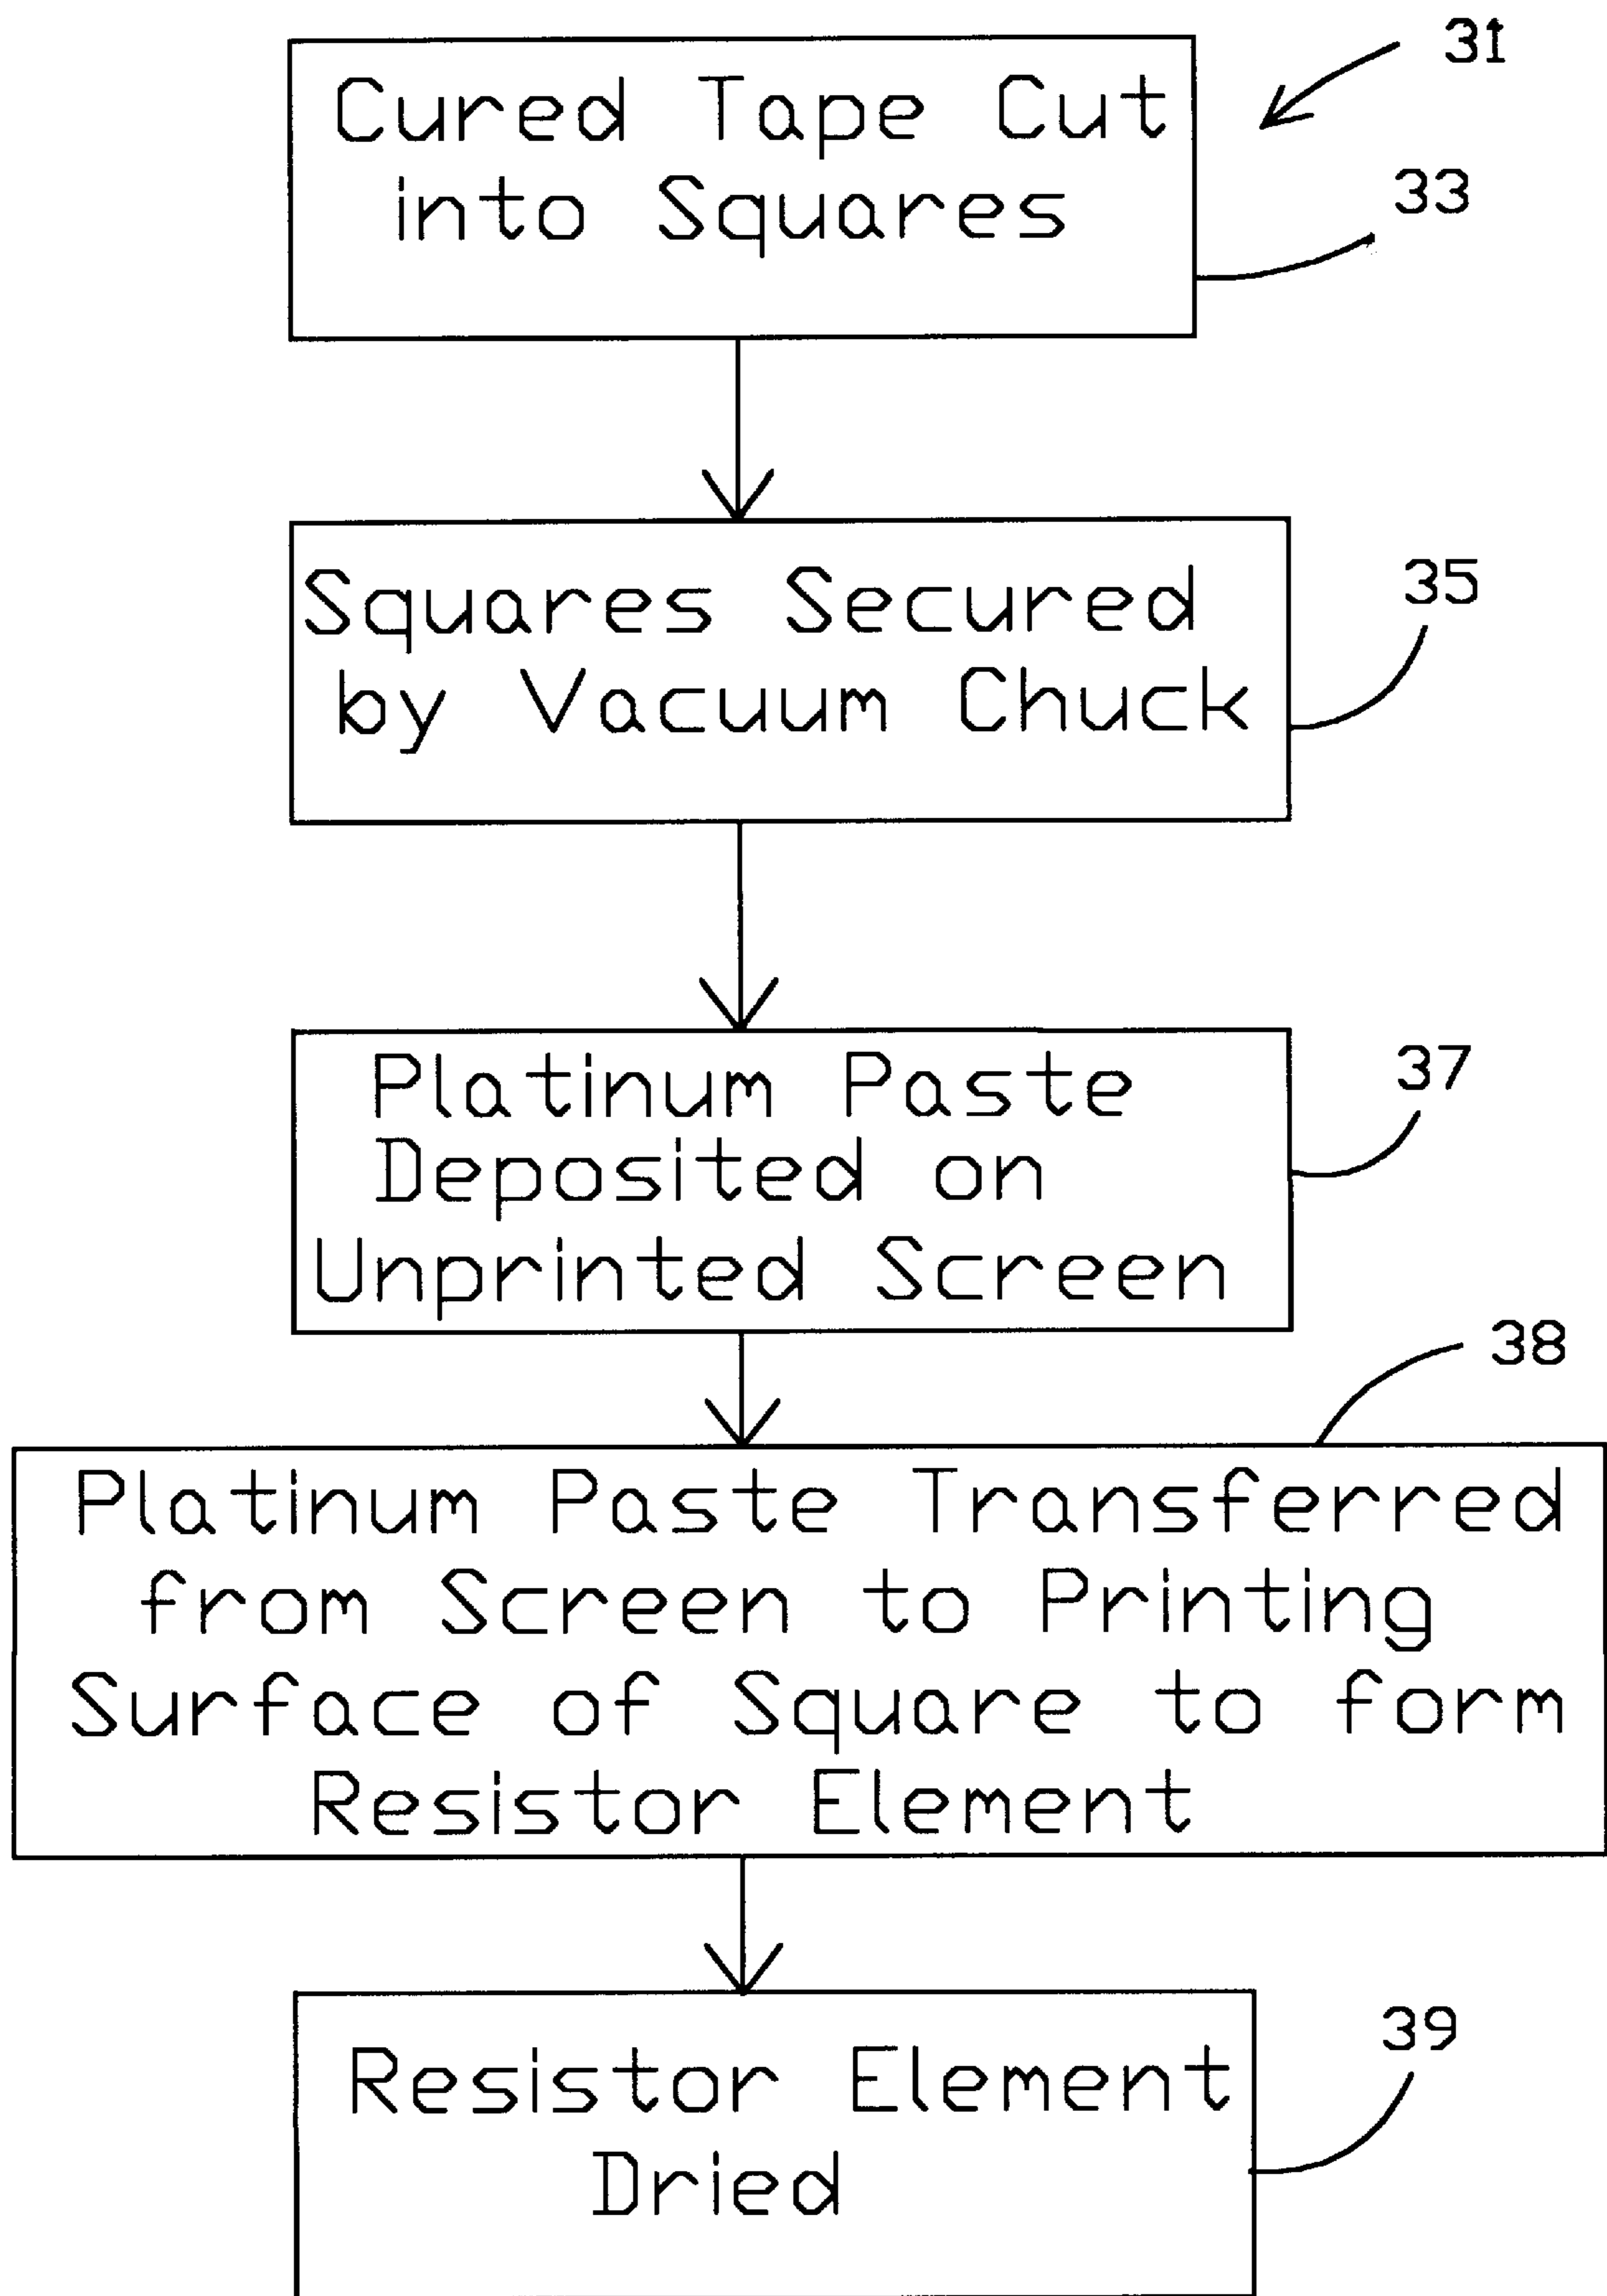 31
Cured Tape Cut
into Squares
33
Squares Secured
by Vacuum Chuck
35
Platinum Paste
Deposited on
Unprinted Screen
37
38
Platinum Paste Transferred
from Screen to Printing
Surface of Square to form
Resistor Element
Resistor Element
Dried
39